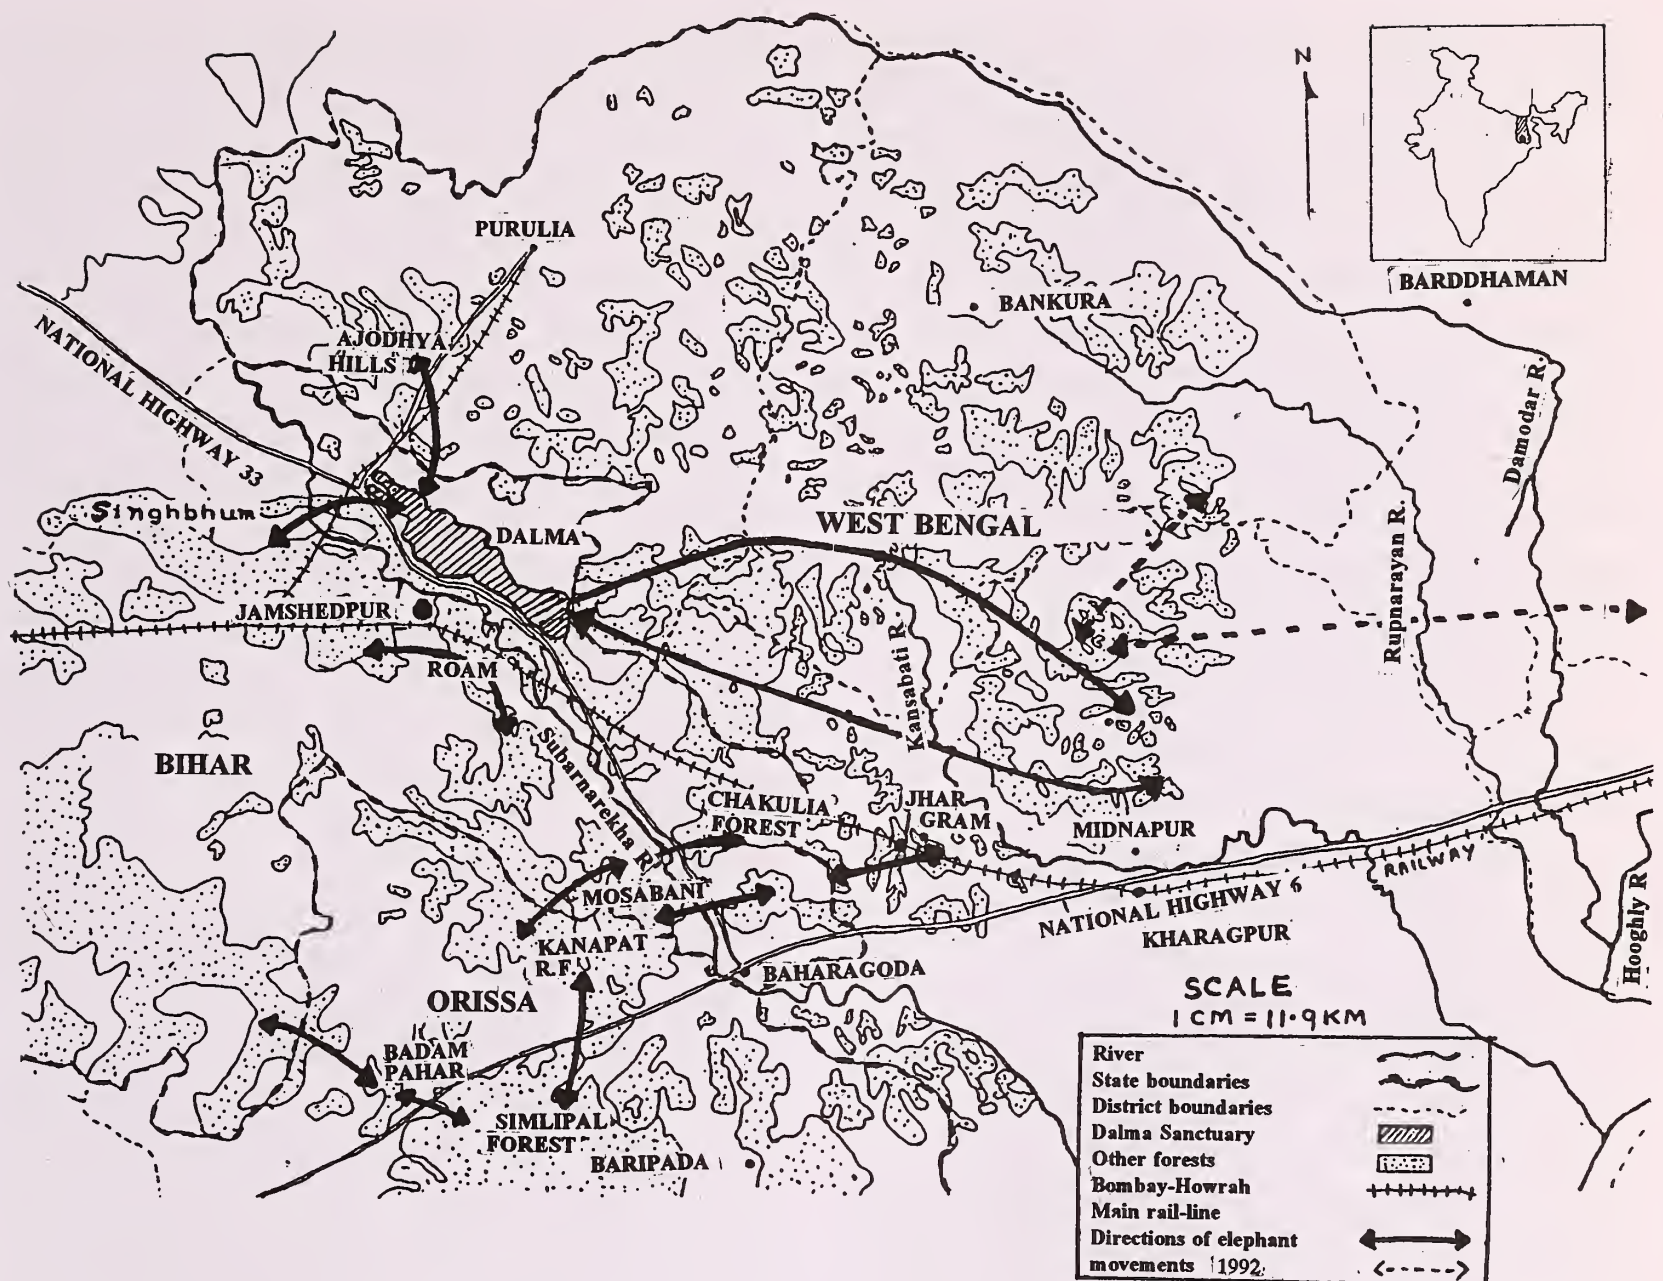 N
PURULIA
BARDDHAMAN
BANKURA
NATIONAL HIGHWAY 33
AJODHYA
HILLS
Damodar R.
Singhbhum
DALMA
WEST BENGAL
Rupnarayan R.
JAMSHEDPUR
ROAM
Kansabati R.
BIHAR
Subarnarekha R.
CHAKULIA
FOREST
JHAR
GRAM
MIDNAPUR
RAILWAY
MOSABANI
NATIONAL HIGHWAY 6
KHARAGPUR
Hooghly R
KANAPAT
R.F.
BAHARAGODA
ORISSA
BADAM
PAHAR
SIMLIPAL
FOREST
BARIPADA
SCALE
1 CM = 11.9 KM
River
State boundaries
District boundaries
Dalma Sanctuary
Other forests
Bombay-Howrah
Main rail-line
Directions of elephant
movements 1992